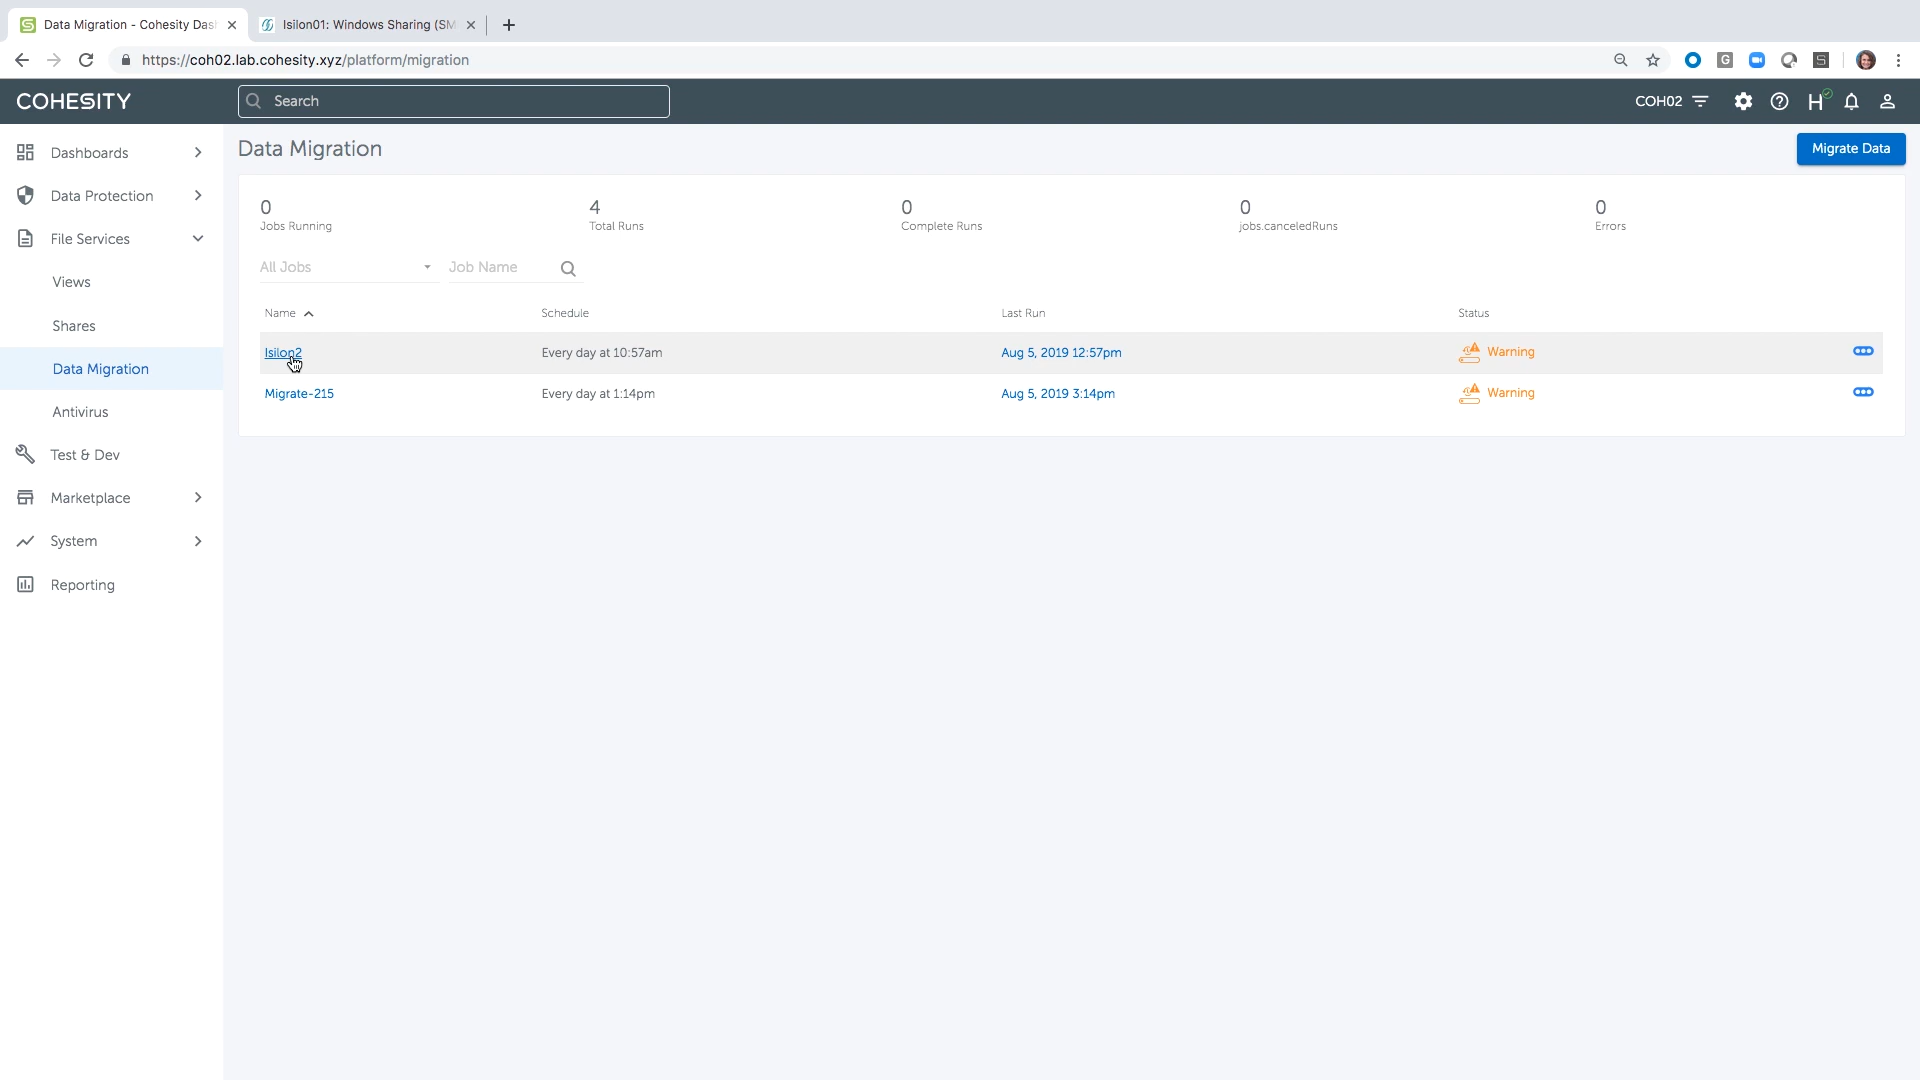 Data Migration - Cohesity Das
Isilon01: Windows Sharing (SM
https://coh02.lab.cohesity.xyz/platform/migration
COHESITY
Search
COH02
Dashboards
Data Protection
File Services
Views
Shares
Data Migration
Antivirus
Test & Dev
Marketplace
System
Reporting
Data Migration
Migrate Data
0 4 0 0 0
Jobs Running Total Runs Complete Runs jobs.canceledRuns Errors
All Jobs Job Name
Name Schedule Last Run Status
Isilon2 Every day at 10:57am Aug 5, 2019 12:57pm Warning
Migrate-215 Every day at 1:14pm Aug 5, 2019 3:14pm Warning